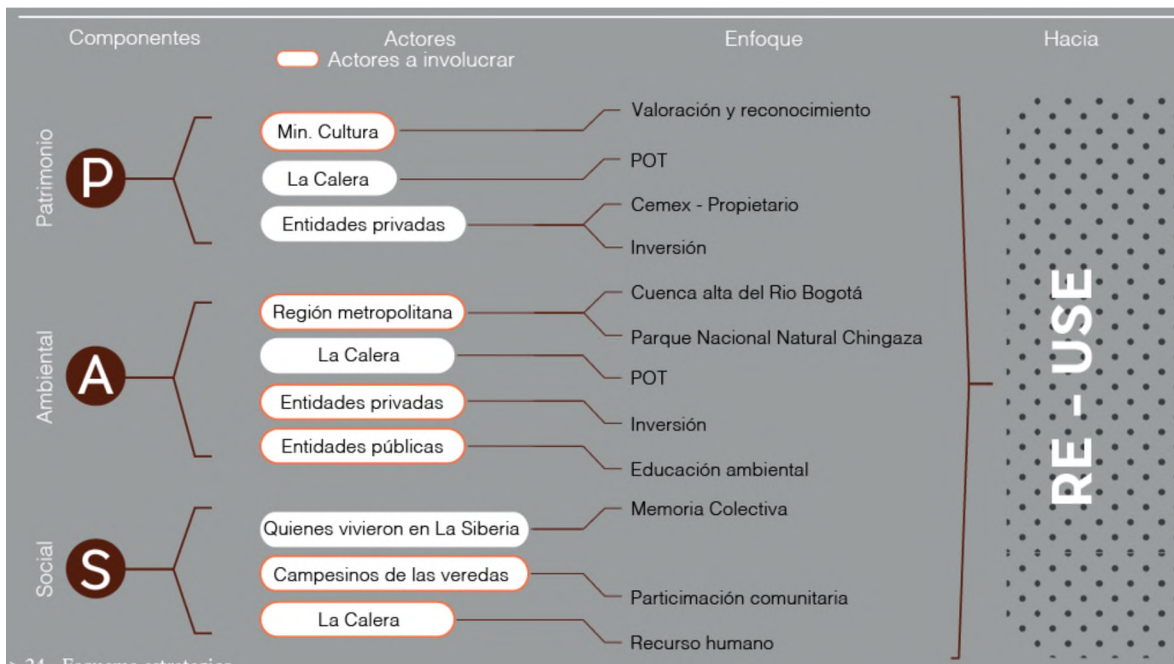 Componentes
Actores
Enfoque
Hacia
Actores a involucrar
Patrimonio
P
Min. Cultura
Valoración y reconocimiento
La Calera
POT
Entidades privadas
Cemex - Propietario
Inversión
Ambiental
A
Región metropolitana
Cuenca alta del Rio Bogotá
Parque Nacional Natural Chingaza
La Calera
POT
Entidades privadas
Inversión
Entidades públicas
Educación ambiental
Social
S
Quienes vivieron en La Siberia
Memoria Colectiva
Campesinos de las veredas
Particimación comunitaria
La Calera
Recurso humano
RE - USE